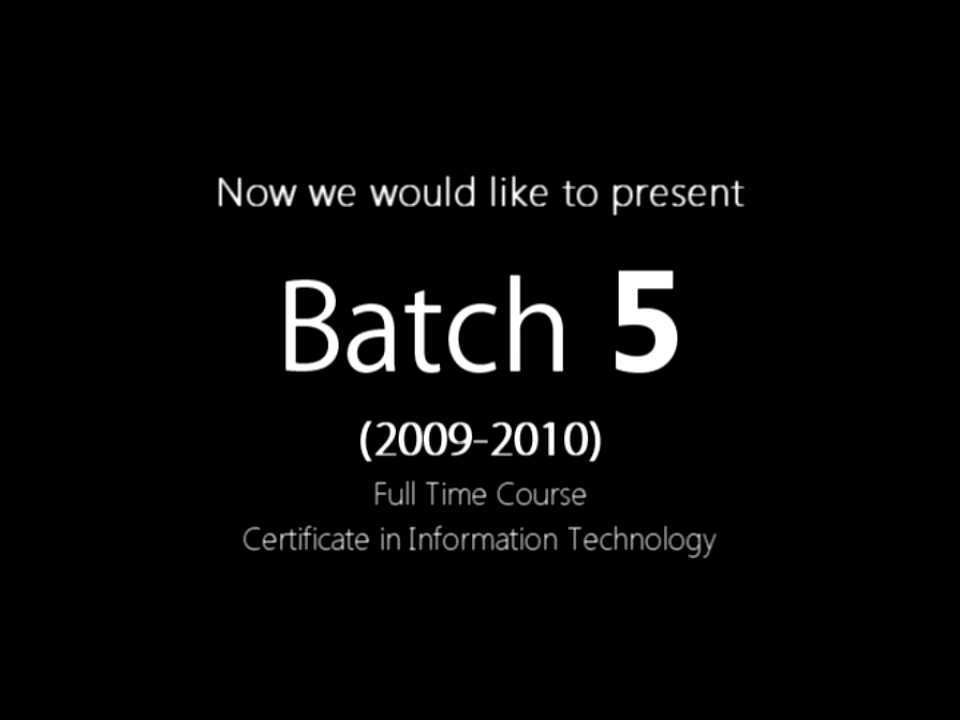 Now we would like to present
Batch 5
(2009-2010)
Full Time Course
Certificate in Information Technology